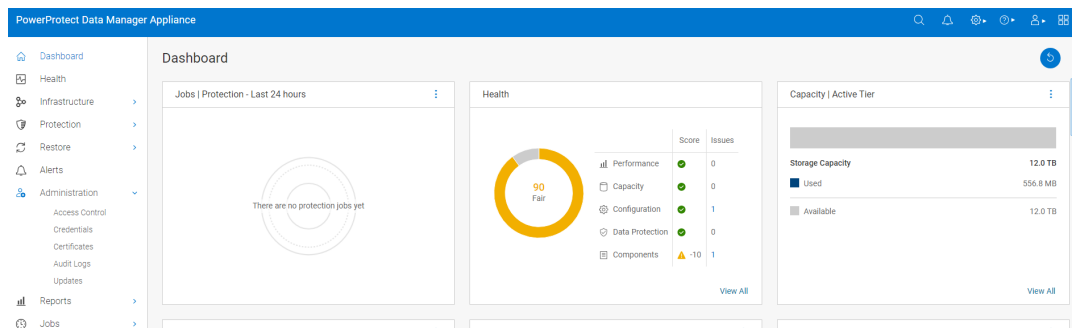 PowerProtect Data Manager Appliance
Dashboard
Health
Infrastructure
Protection
Restore
Alerts
Administration
Access Control
Credentials
Certificates
Audit Logs
Updates
Reports
Jobs
Dashboard
Jobs | Protection - Last 24 hours
There are no protection jobs yet
Health
90
Fair
Score Issues
Performance 0
Capacity 0
Configuration 1
Data Protection 0
Components -10 1
View All
Capacity | Active Tier
Storage Capacity 12.0 TB
Used 556.8 MB
Available 12.0 TB
View All